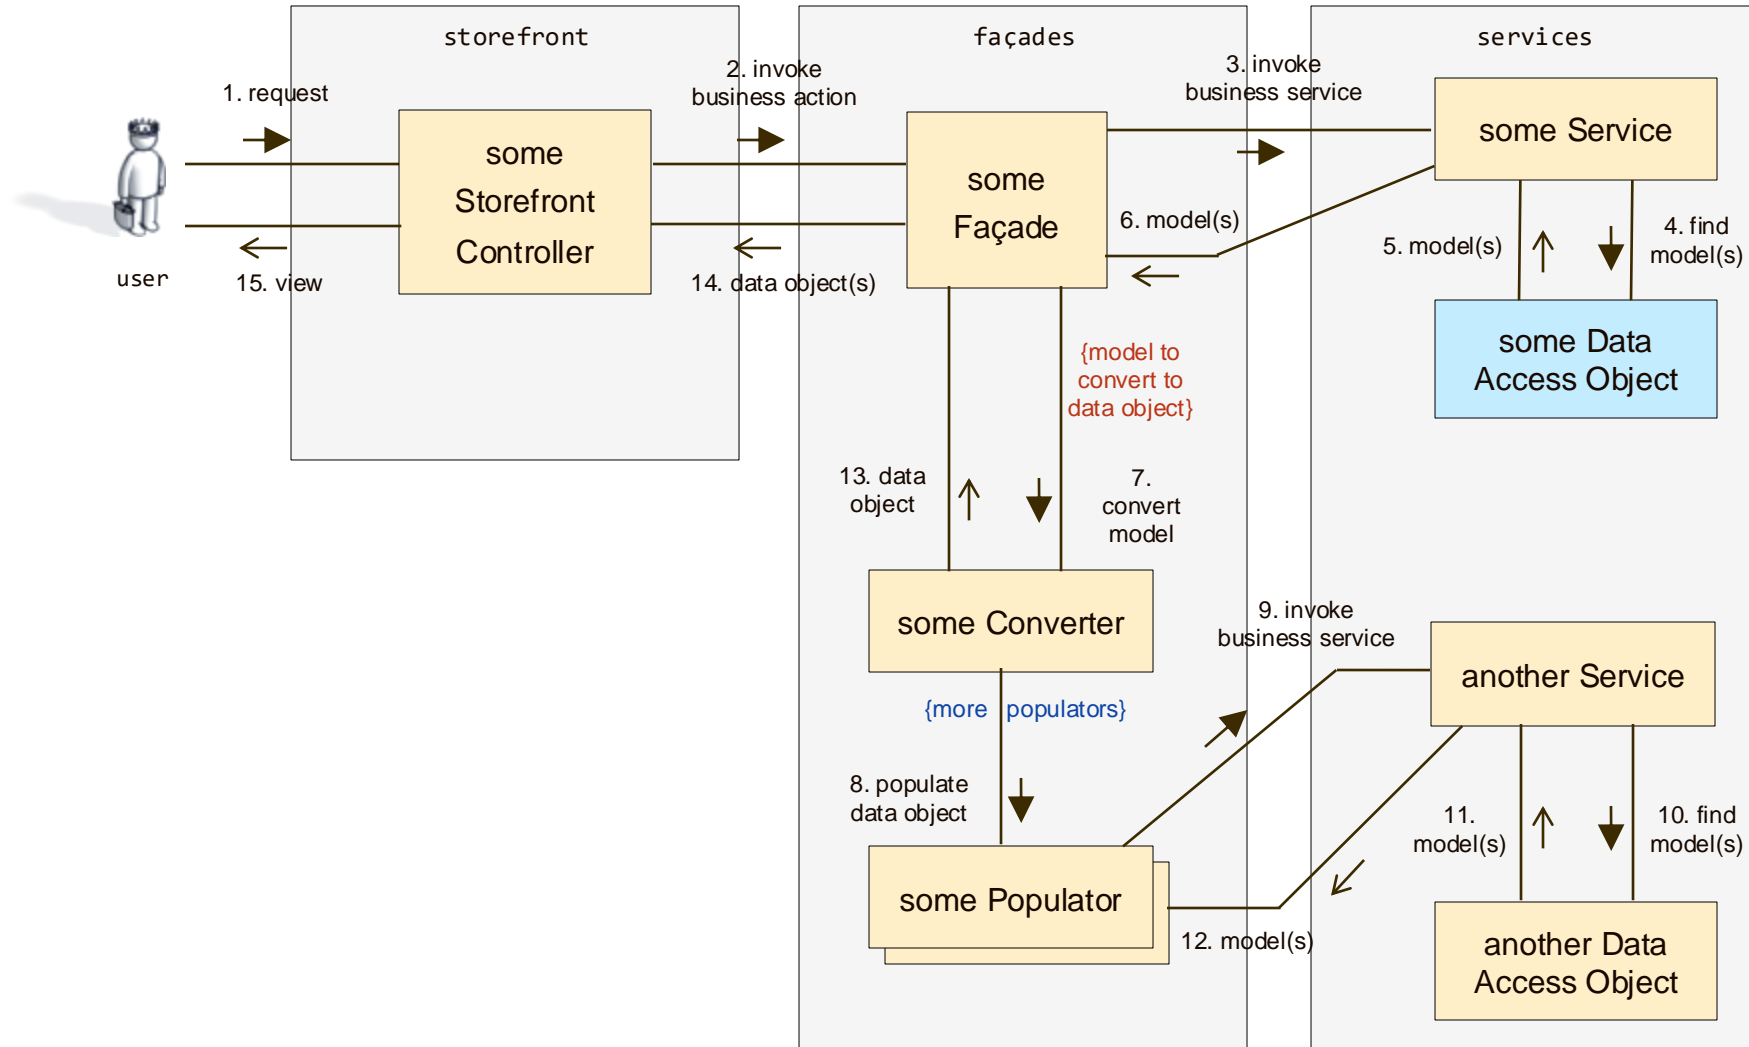 storefront
façades
services
1. request
2. invoke
business action
3. invoke
business service
some
Storefront
Controller
some
Façade
some Service
user
15. view
14. data object(s)
6. model(s)
5. model(s)
4. find
model(s)
some Data
Access Object
{model to
convert to
data object}
13. data
object
7.
convert
model
some Converter
9. invoke
business service
another Service
{more populators}
8. populate
data object
11.
model(s)
10. find
model(s)
some Populator
12. model(s)
another Data
Access Object